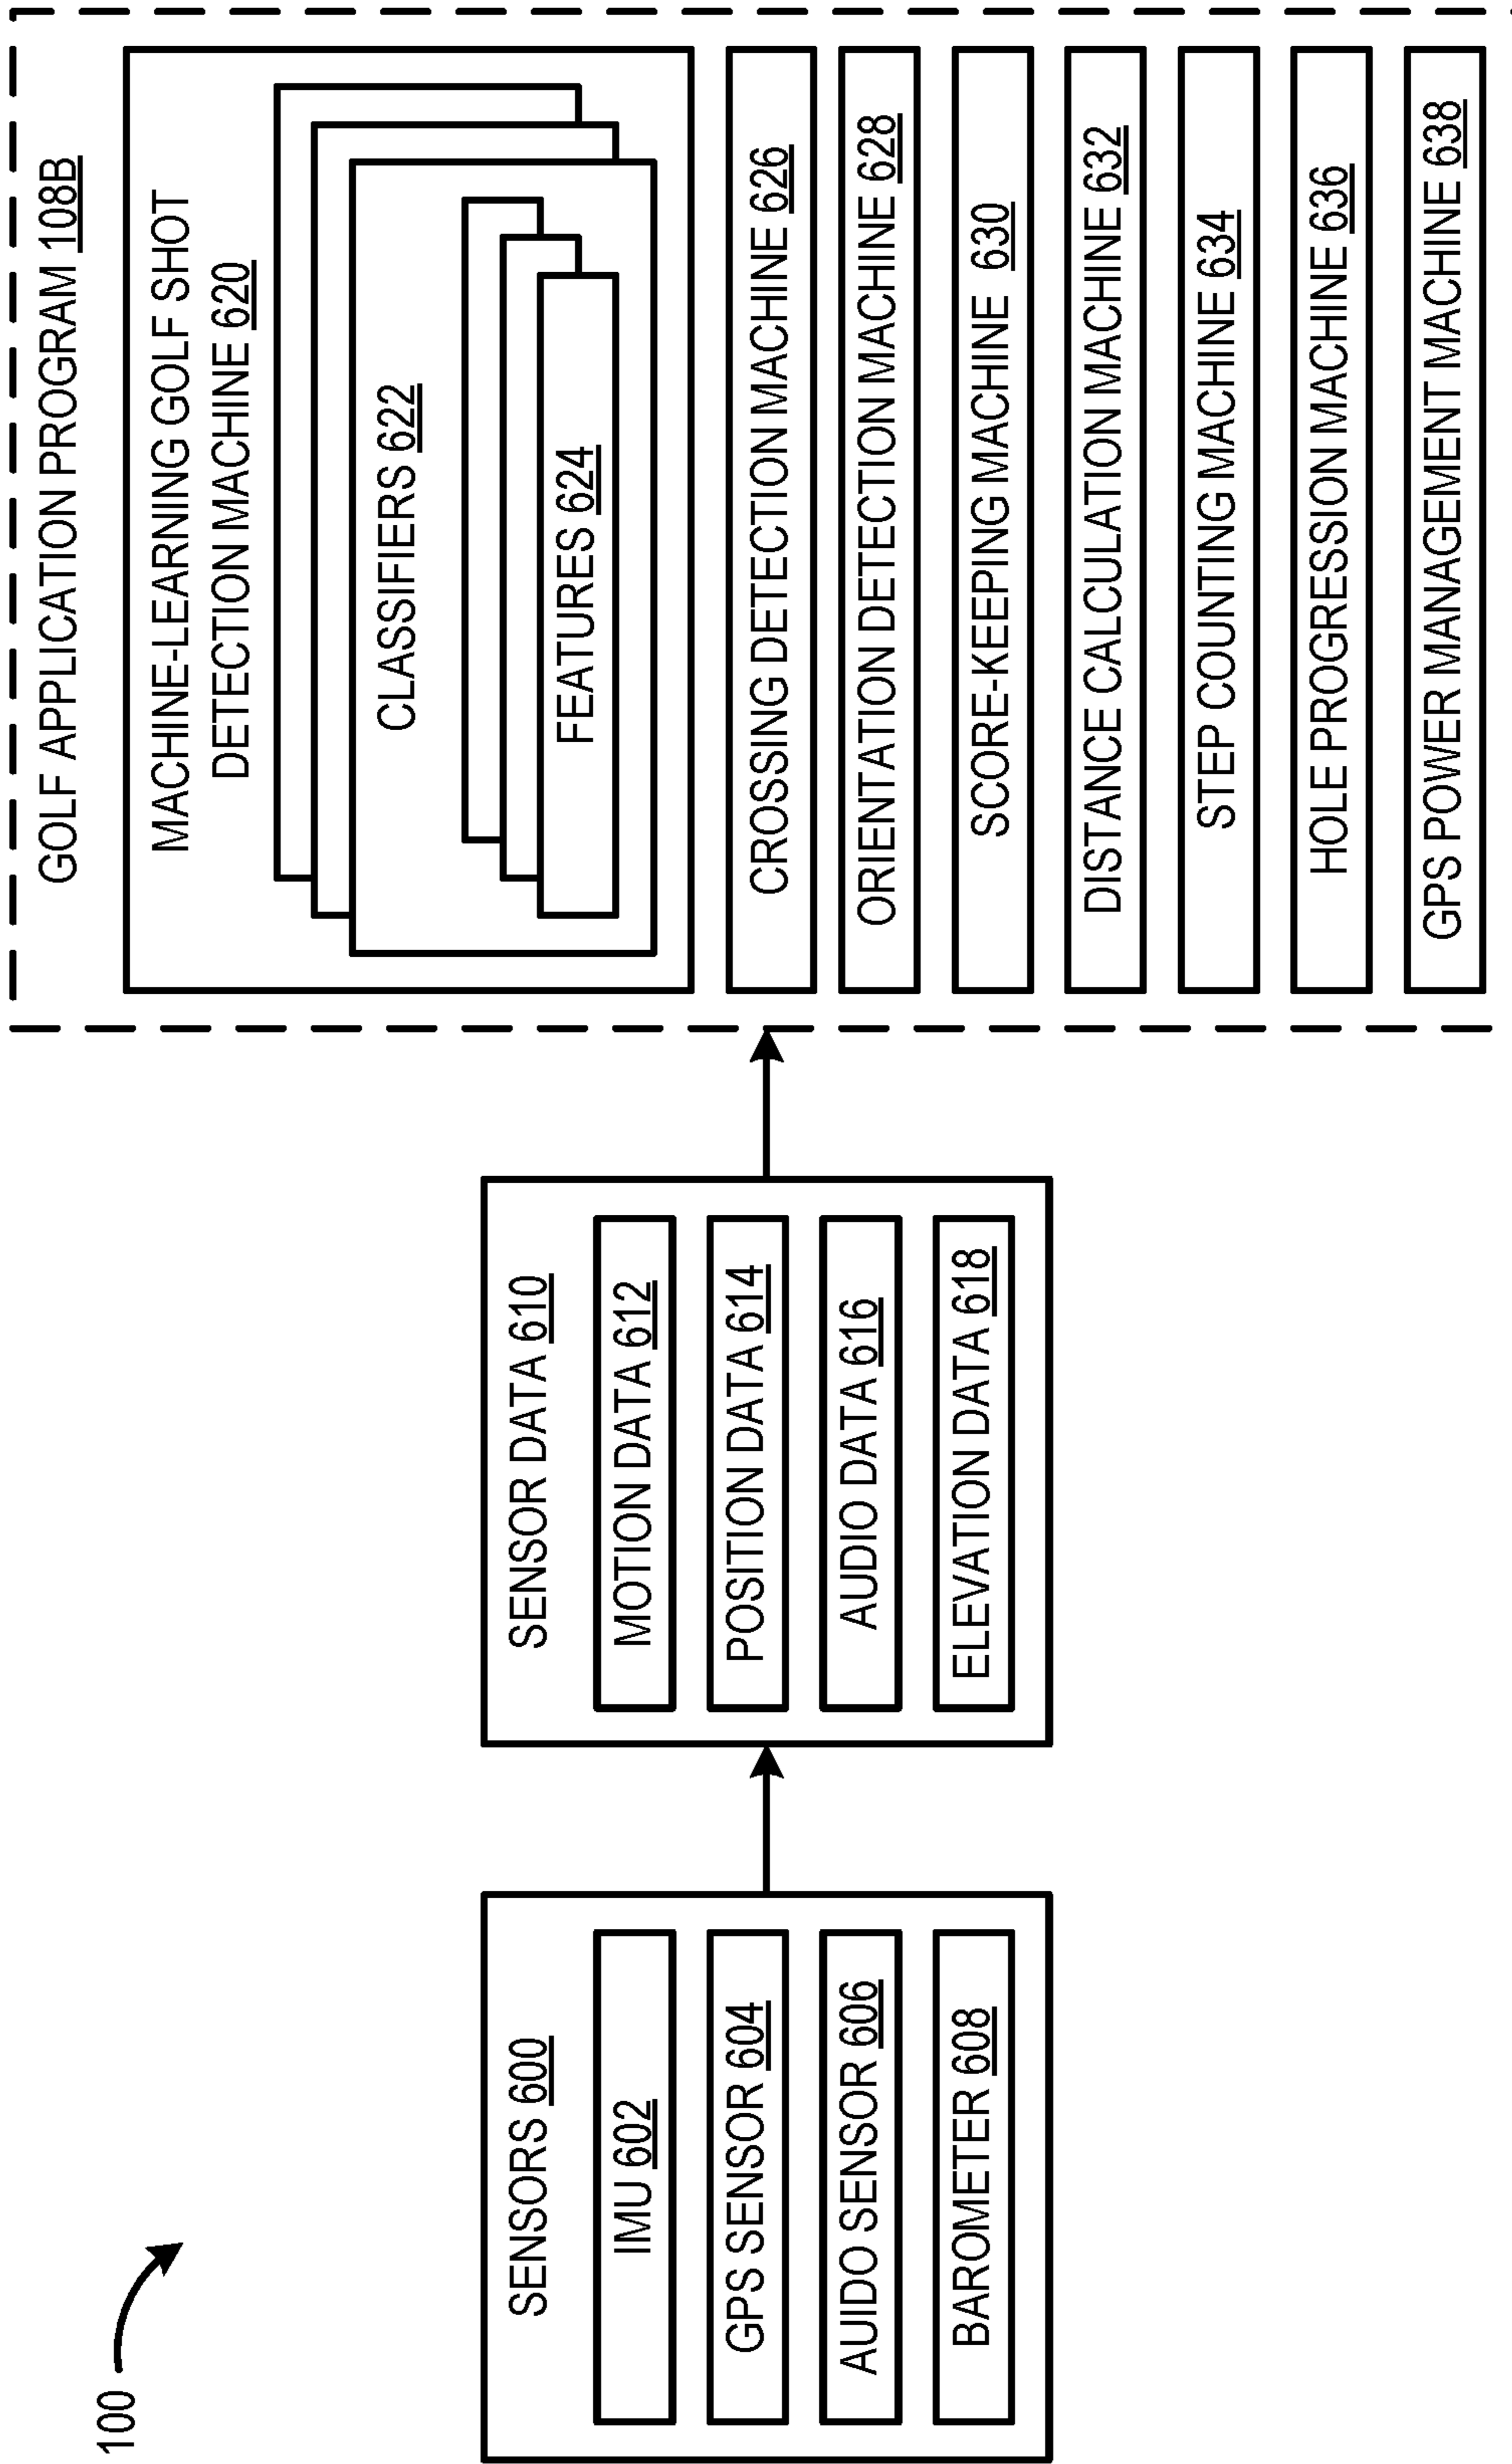 100
SENSORS 600
IMU 602
GPS SENSOR 604
AUIDO SENSOR 606
BAROMETER 608
SENSOR DATA 610
MOTION DATA 612
POSITION DATA 614
AUDIO DATA 616
ELEVATION DATA 618
GOLF APPLICATION PROGRAM 108B
MACHINE-LEARNING GOLF SHOT
DETECTION MACHINE 620
CLASSIFIERS 622
FEATURES 624
CROSSING DETECTION MACHINE 626
ORIENTATION DETECTION MACHINE 628
SCORE-KEEPING MACHINE 630
DISTANCE CALCULATION MACHINE 632
STEP COUNTING MACHINE 634
HOLE PROGRESSION MACHINE 636
GPS POWER MANAGEMENT MACHINE 638